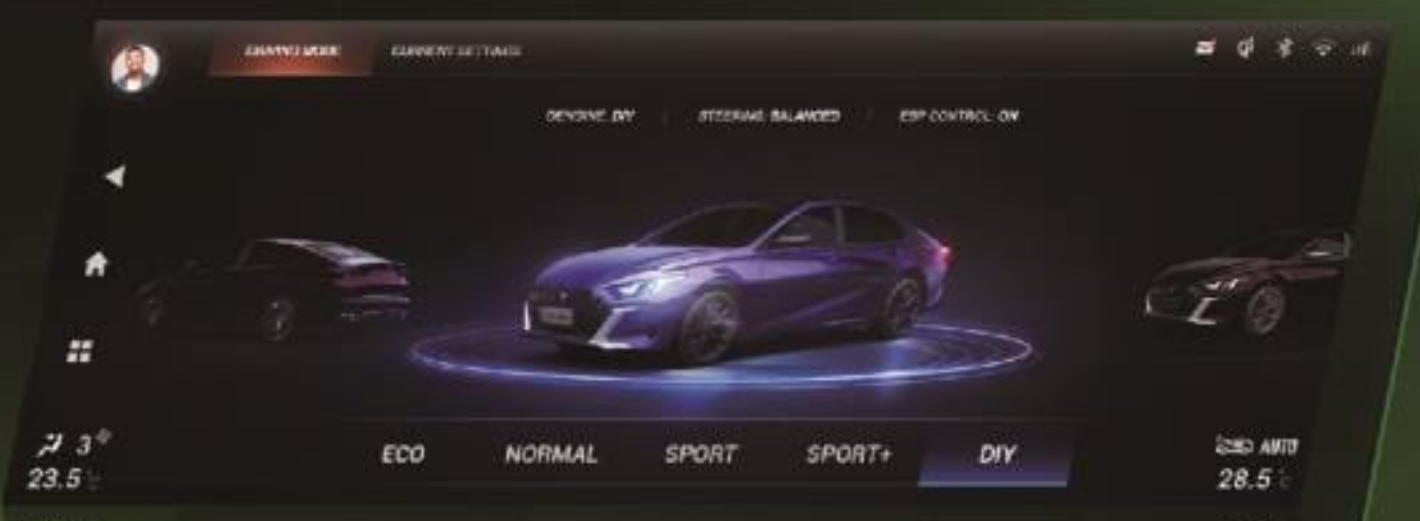 DRIVING MODE
CURRENT SETTINGS
DIY
STEERING: BALANCED
ESP CONTROL: ON
ECO
NORMAL
SPORT
SPORT+
DIY
3
23.5 °C
AUTO
28.5 °C